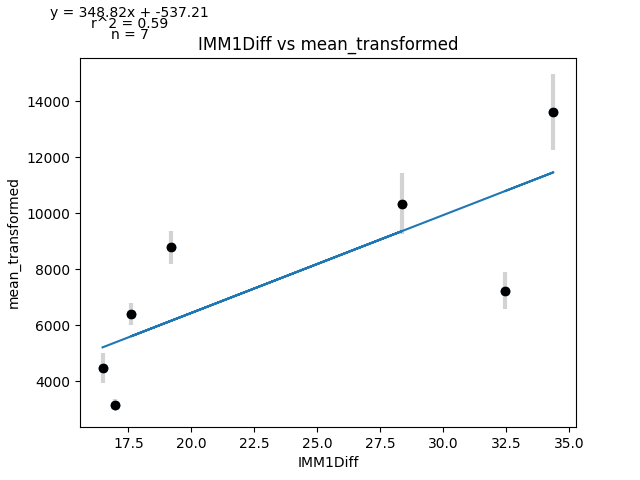 y = 348.82x + -537.21
r^2 = 0.59
n = 7
IMM1Diff vs mean_transformed
mean_transformed
14000
12000
10000
8000
6000
4000
17.5 20.0 22.5 25.0 27.5 30.0 32.5 35.0
IMM1Diff